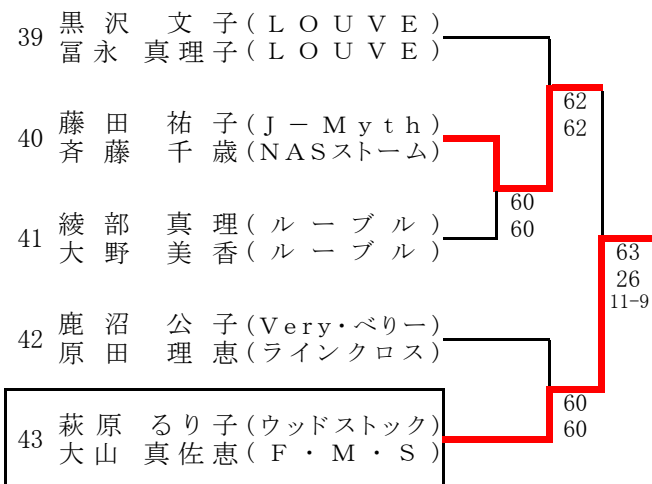 39 黒沢 文子(LOUVE)
冨永 真理子(LOUVE)
62
62
40 藤田 祐子(J－Myth)
斉藤 千歳(NASストーム)
60
60
41 綾部 真理(ルーブル)
大野 美香(ルーブル)
63
26
11-9
42 鹿沼 公子(Very・べりー)
原田 理恵(ラインクロス)
60
60
43 萩原 るり子(ウッドストック)
大山 真佐恵(F・M・S)